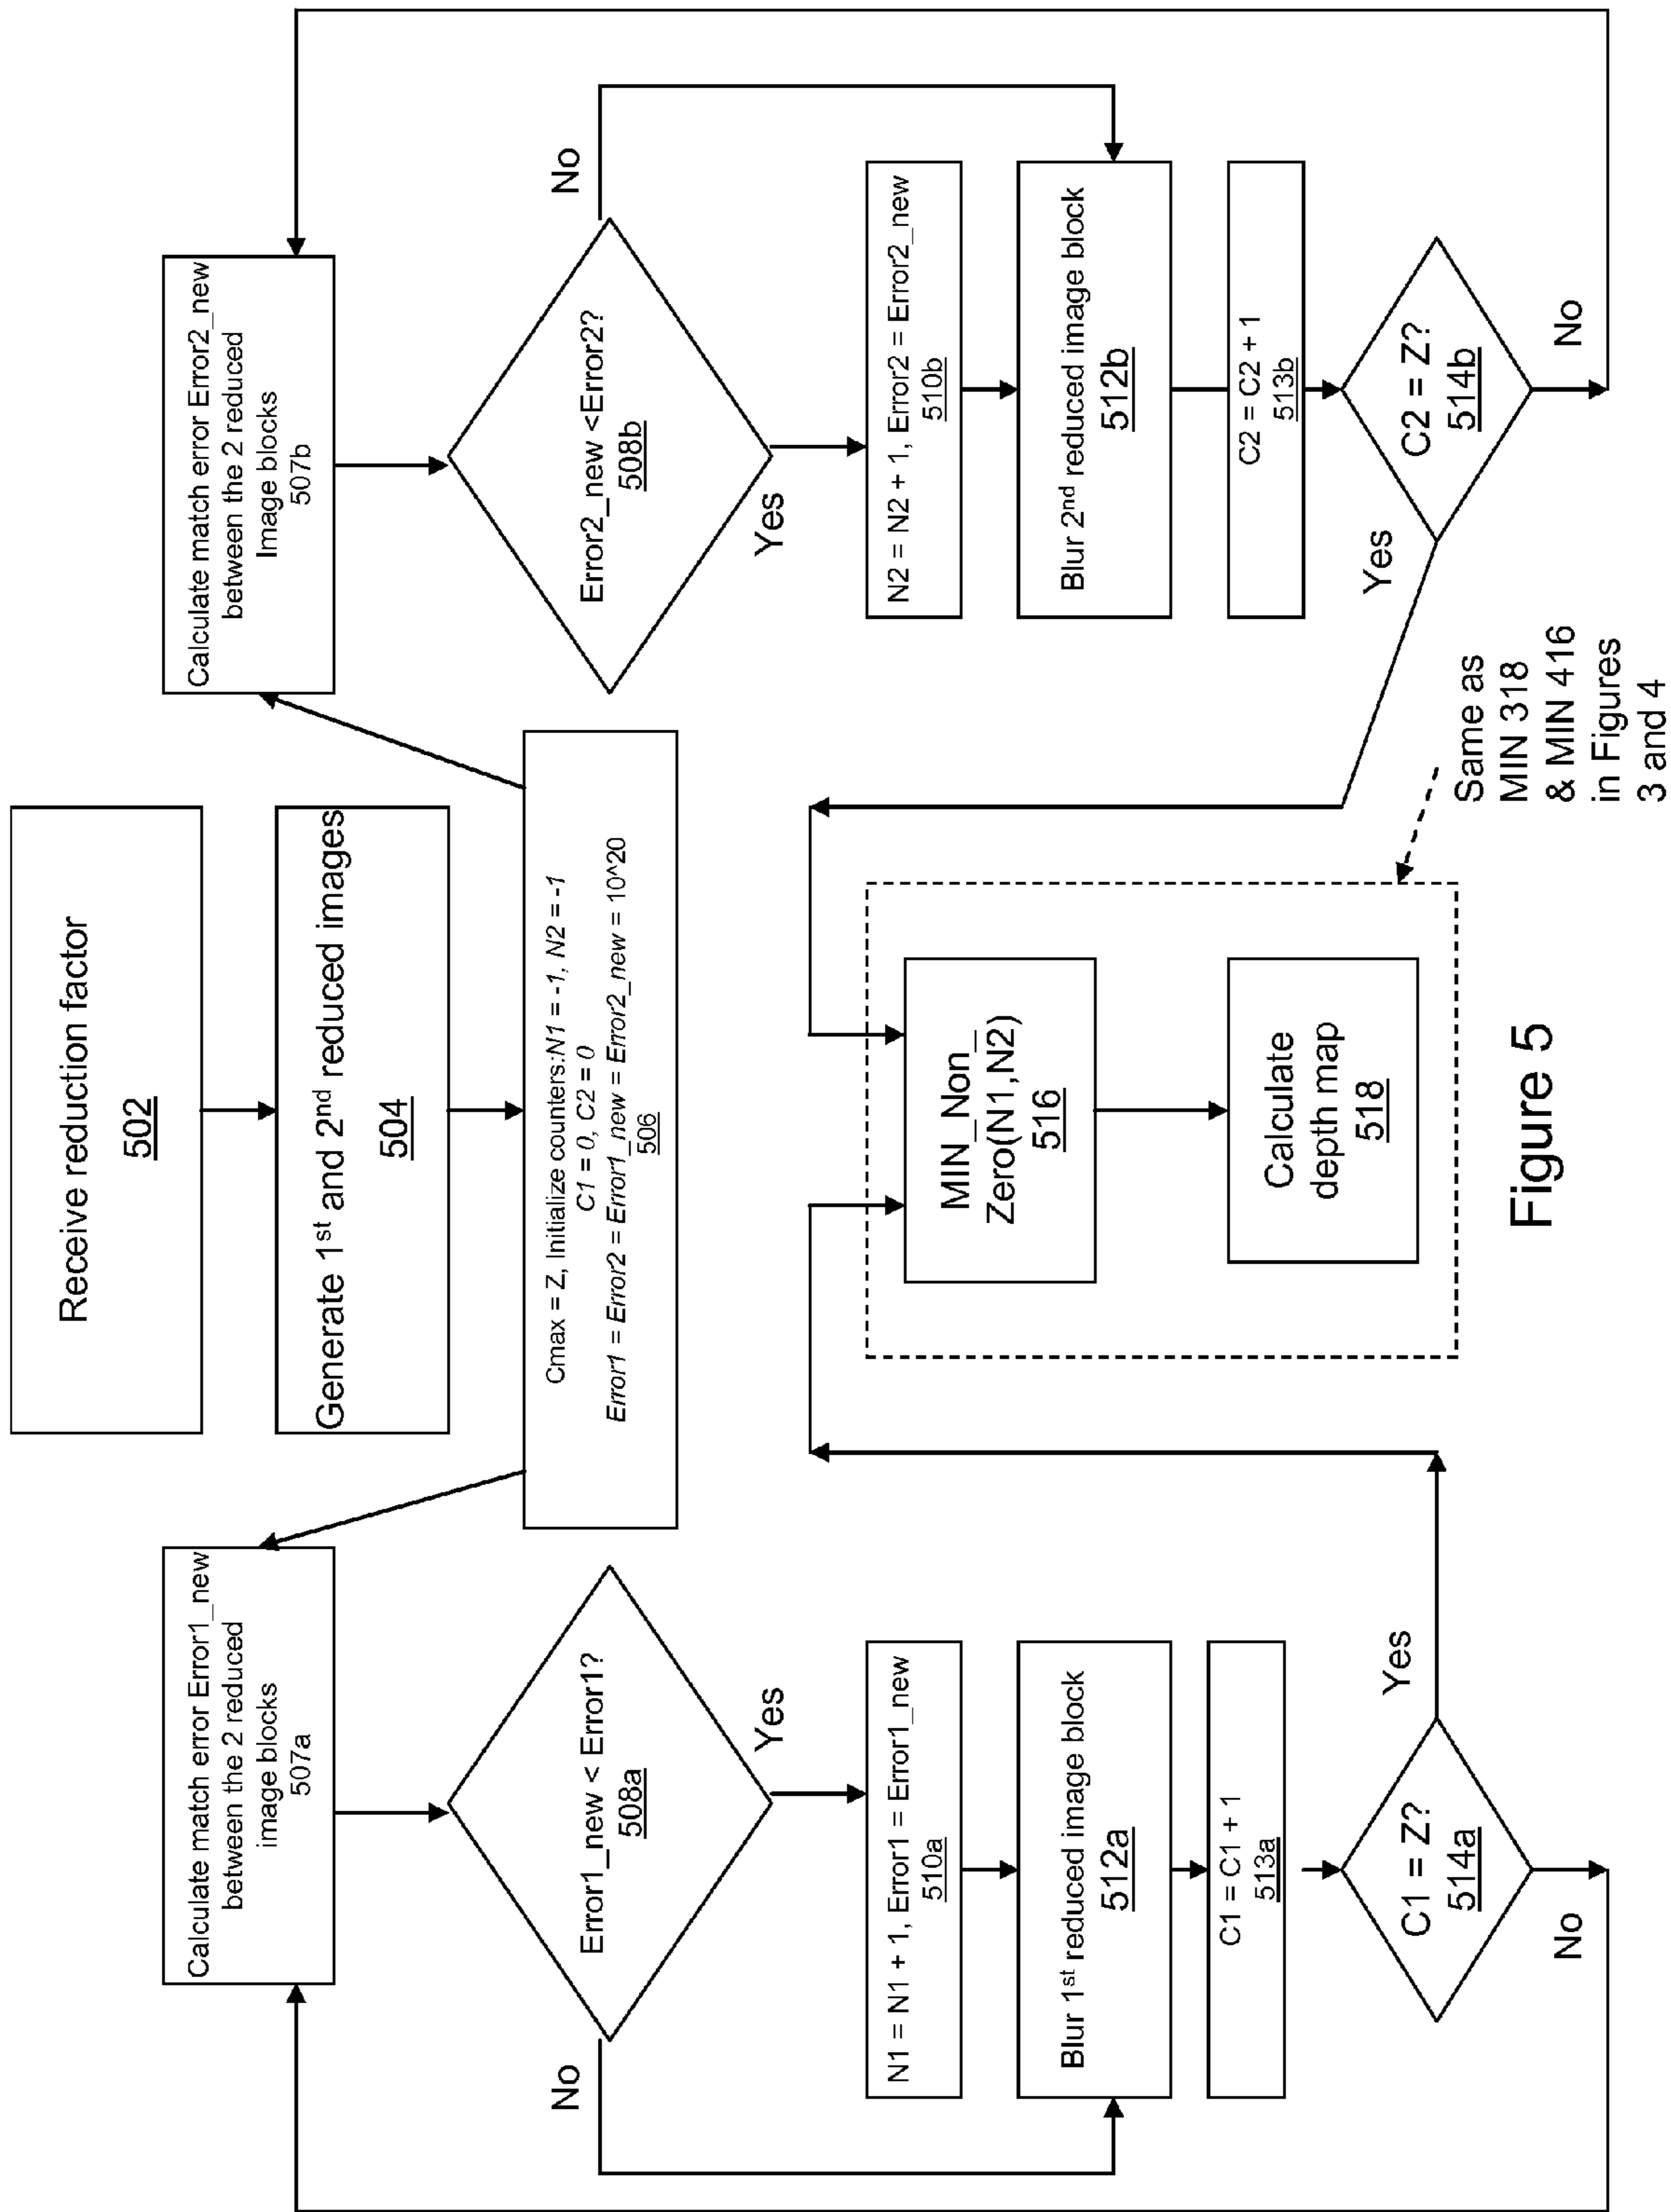 Receive reduction factor
502
Generate 1st and 2nd reduced images
504
Cmax = Z, Initialize counters:N1 = -1, N2 = -1
C1 = 0, C2 = 0
Error1 = Error2 = Error1_new = Error2_new = 10^20
506
Calculate match error Error1_new
between the 2 reduced
image blocks
507a
Error1_new < Error1?
508a
No
Yes
N1 = N1 + 1, Error1 = Error1_new
510a
Blur 1st reduced image block
512a
C1 = C1 + 1
513a
C1 = Z?
514a
Yes
No
Calculate match error Error2_new
between the 2 reduced
Image blocks
507b
Error2_new <Error2?
508b
No
Yes
N2 = N2 + 1, Error2 = Error2_new
510b
Blur 2nd reduced image block
512b
C2 = C2 + 1
513b
C2 = Z?
514b
Yes
No
MIN_Non_
Zero(N1,N2)
516
Calculate
depth map
518
Same as
MIN 318
& MIN 416
in Figures
3 and 4
Figure 5